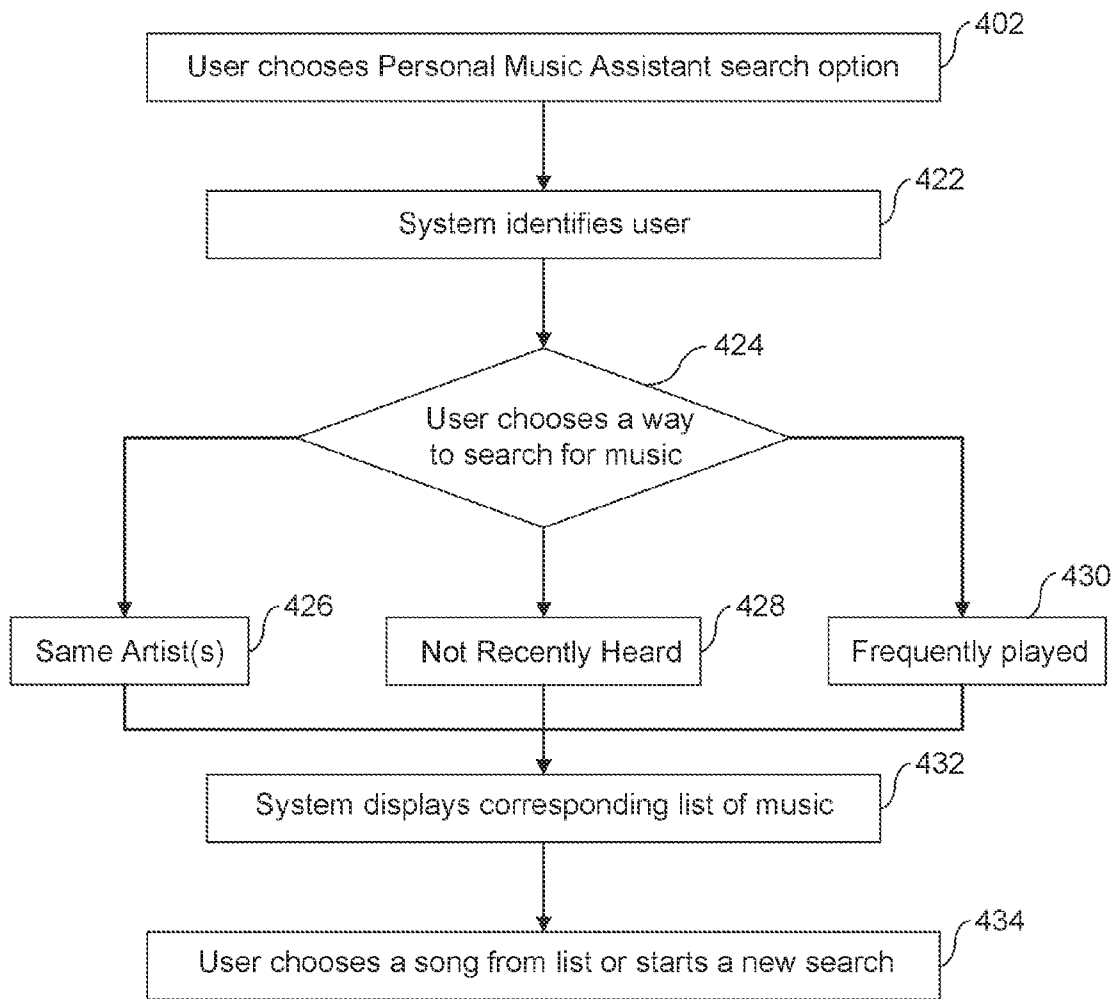 402
User chooses Personal Music Assistant search option
422
System identifies user
424
User chooses a way
to search for music
426
Same Artist(s)
428
Not Recently Heard
430
Frequently played
432
System displays corresponding list of music
434
User chooses a song from list or starts a new search